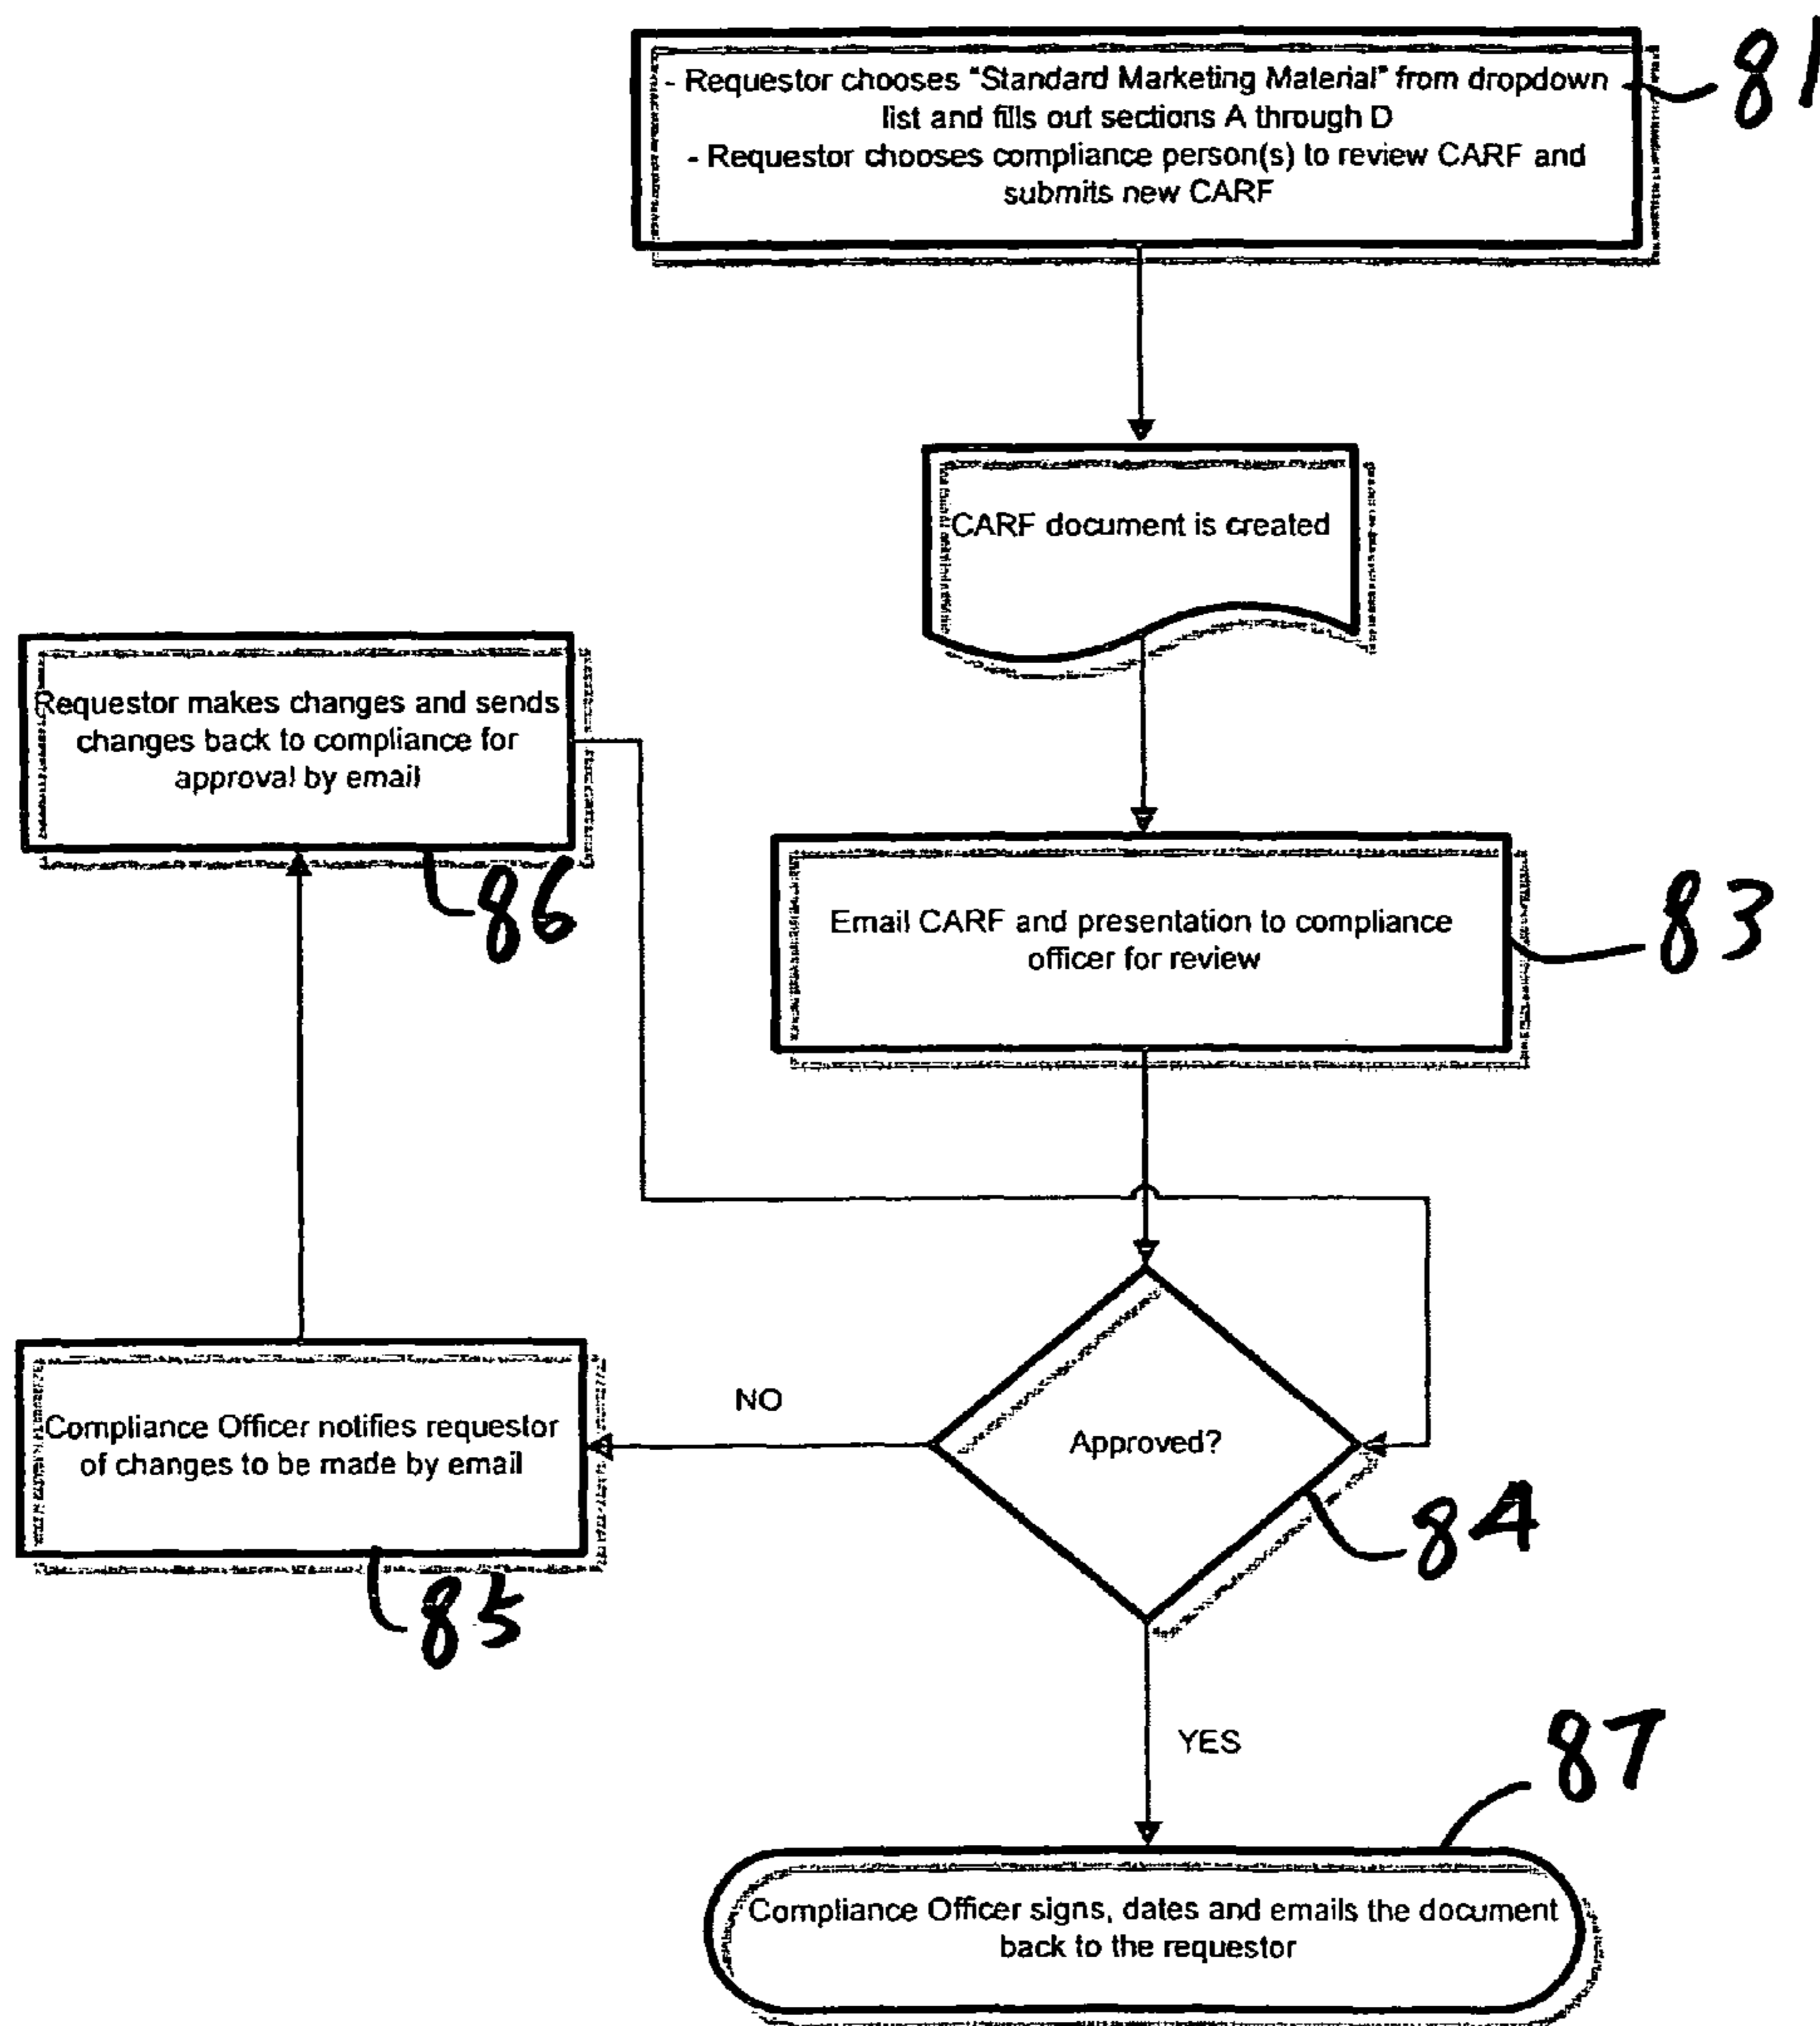 - Requestor chooses "Standard Marketing Material" from dropdown
list and fills out sections A through D
- Requestor chooses compliance person(s) to review CARF and
submits new CARF
81
CARF document is created
Requestor makes changes and sends
changes back to compliance for
approval by email
86
Email CARF and presentation to compliance
officer for review
83
NO
Compliance Officer notifies requestor
of changes to be made by email
85
Approved?
84
YES
87
Compliance Officer signs, dates and emails the document
back to the requestor